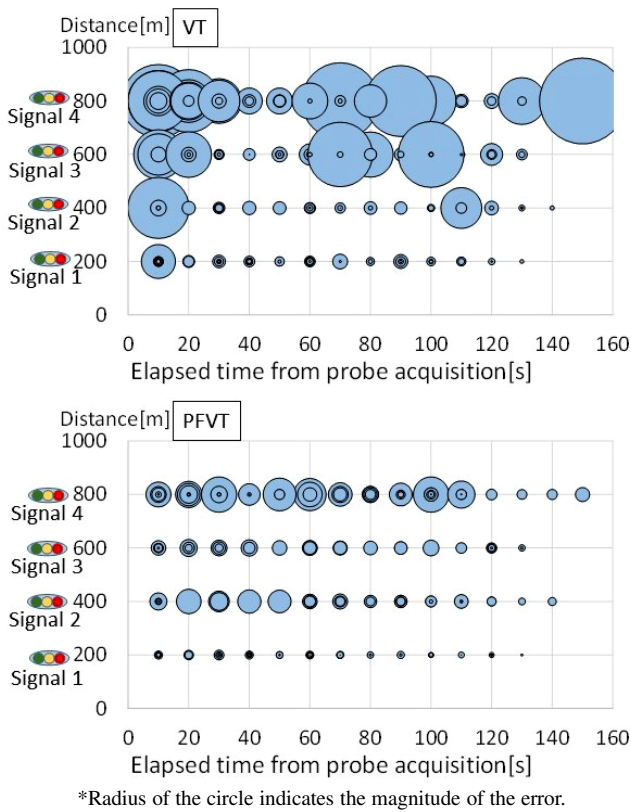 Distance[m] VT
1000
800
Signal 4
600
Signal 3
400
Signal 2
200
Signal 1
0
0 20 40 60 80 100 120 140 160
Elapsed time from probe acquisition[s]
Distance[m] PFVT
1000
800
Signal 4
600
Signal 3
400
Signal 2
200
Signal 1
0
0 20 40 60 80 100 120 140 160
Elapsed time from probe acquisition[s]
*Radius of the circle indicates the magnitude of the error.